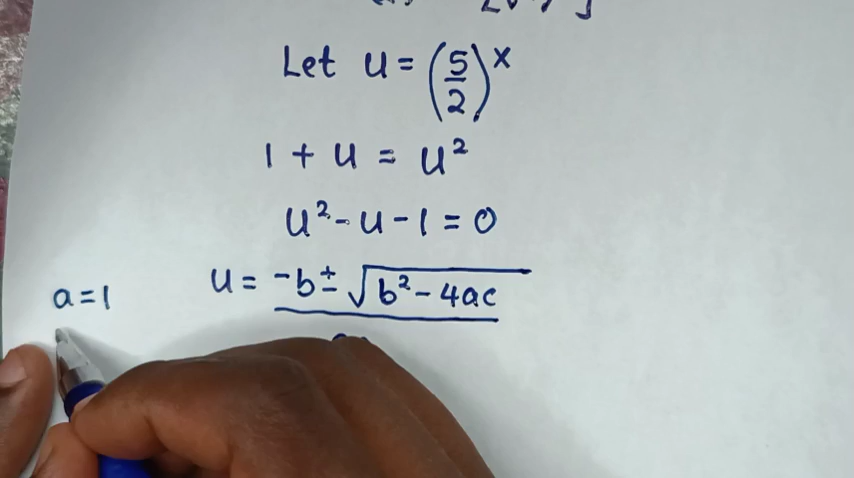 Let u = (5/2)^x
1 + u = u²
u² - u - 1 = 0
u = -b ± √(b² - 4ac)
a = 1